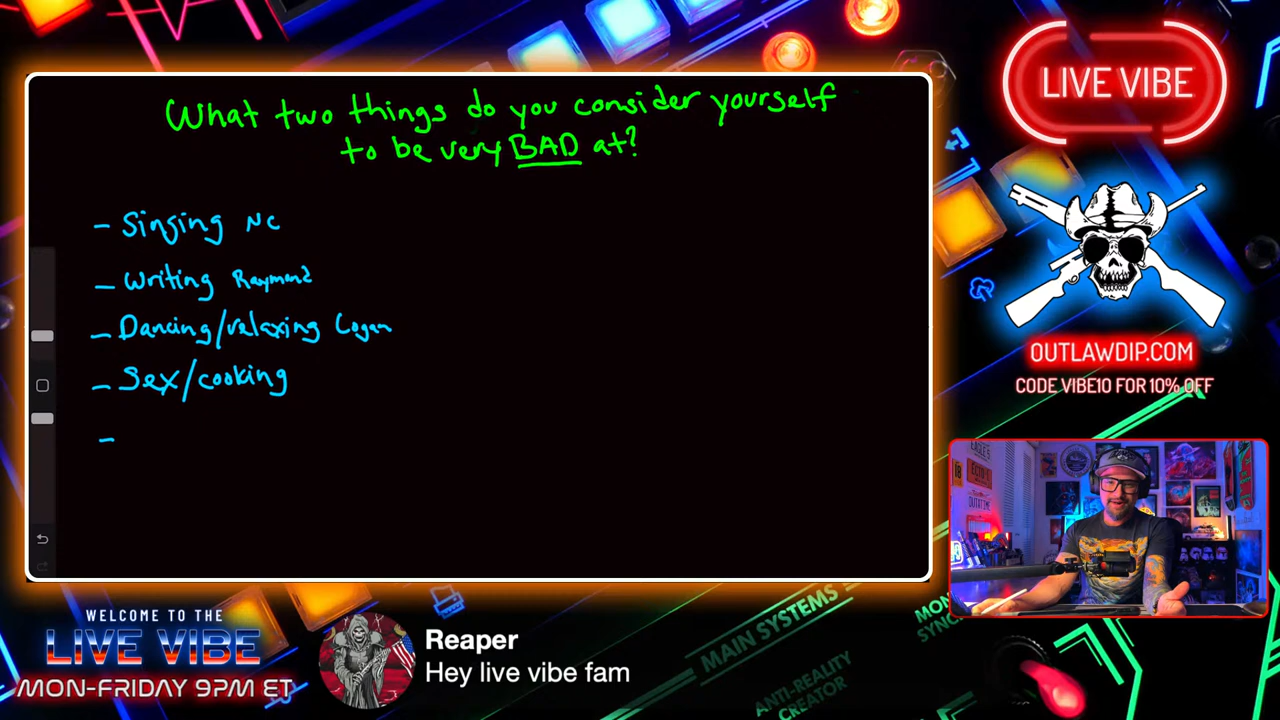 What two things do you consider yourself
to be very BAD at?
- Singing NC
- Writing Raymond
- Dancing/relaxing Logan
- Sex/cooking
-
LIVE VIBE
OUTLAWDIP.COM
CODE VIBE10 FOR 10% OFF
WELCOME TO THE
LIVE VIBE
MON-FRIDAY 9PM ET
Reaper
Hey live vibe fam
MAIN SYSTEMS
ANTI-REALITY
CREATOR
MON
SYNC